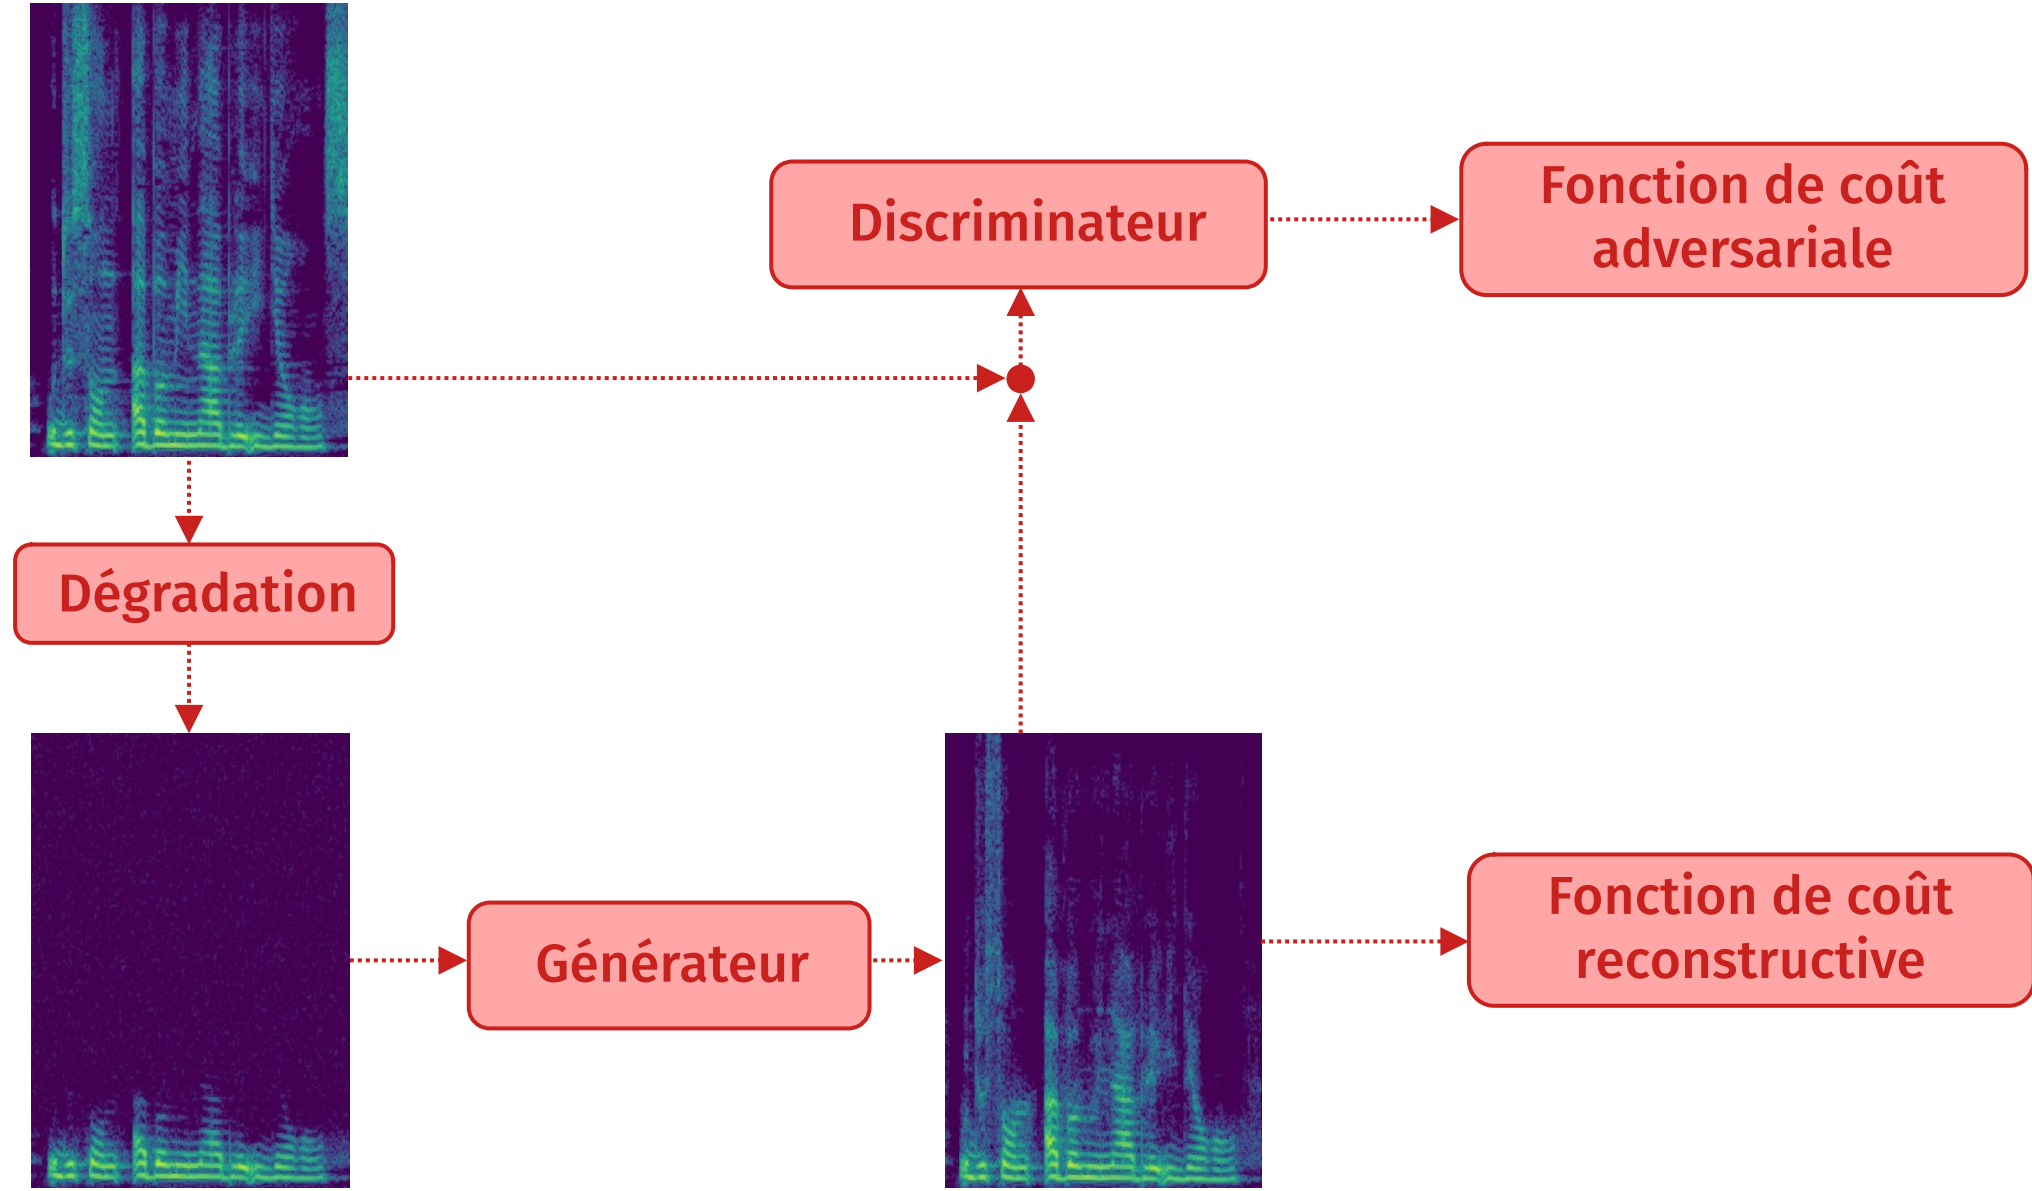 Discriminateur
Fonction de coût
adversariale
Dégradation
Générateur
Fonction de coût
reconstructive